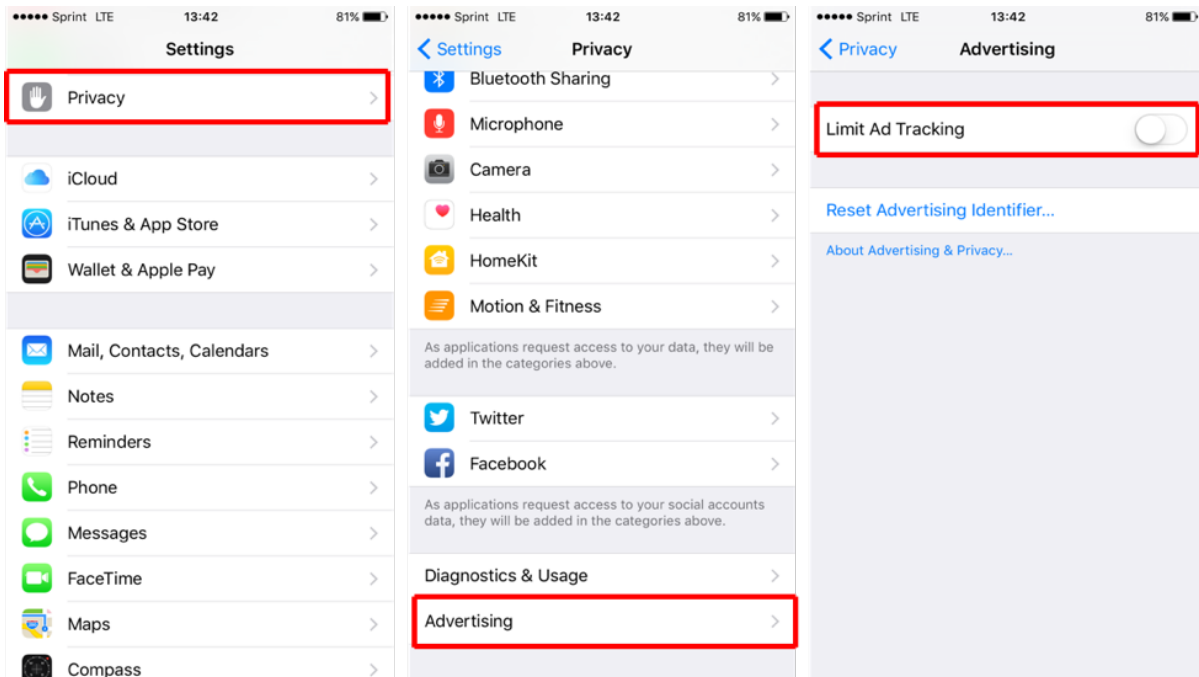 Sprint LTE 13:42 81%
Settings
Privacy
iCloud
iTunes & App Store
Wallet & Apple Pay
Mail, Contacts, Calendars
Notes
Reminders
Phone
Messages
FaceTime
Maps
Compass
Sprint LTE 13:42 81%
Settings Privacy
Bluetooth Sharing
Microphone
Camera
Health
HomeKit
Motion & Fitness
As applications request access to your data, they will be
added in the categories above.
Twitter
Facebook
As applications request access to your social accounts
data, they will be added in the categories above.
Diagnostics & Usage
Advertising
Sprint LTE 13:42 81%
Privacy Advertising
Limit Ad Tracking
Reset Advertising Identifier...
About Advertising & Privacy...